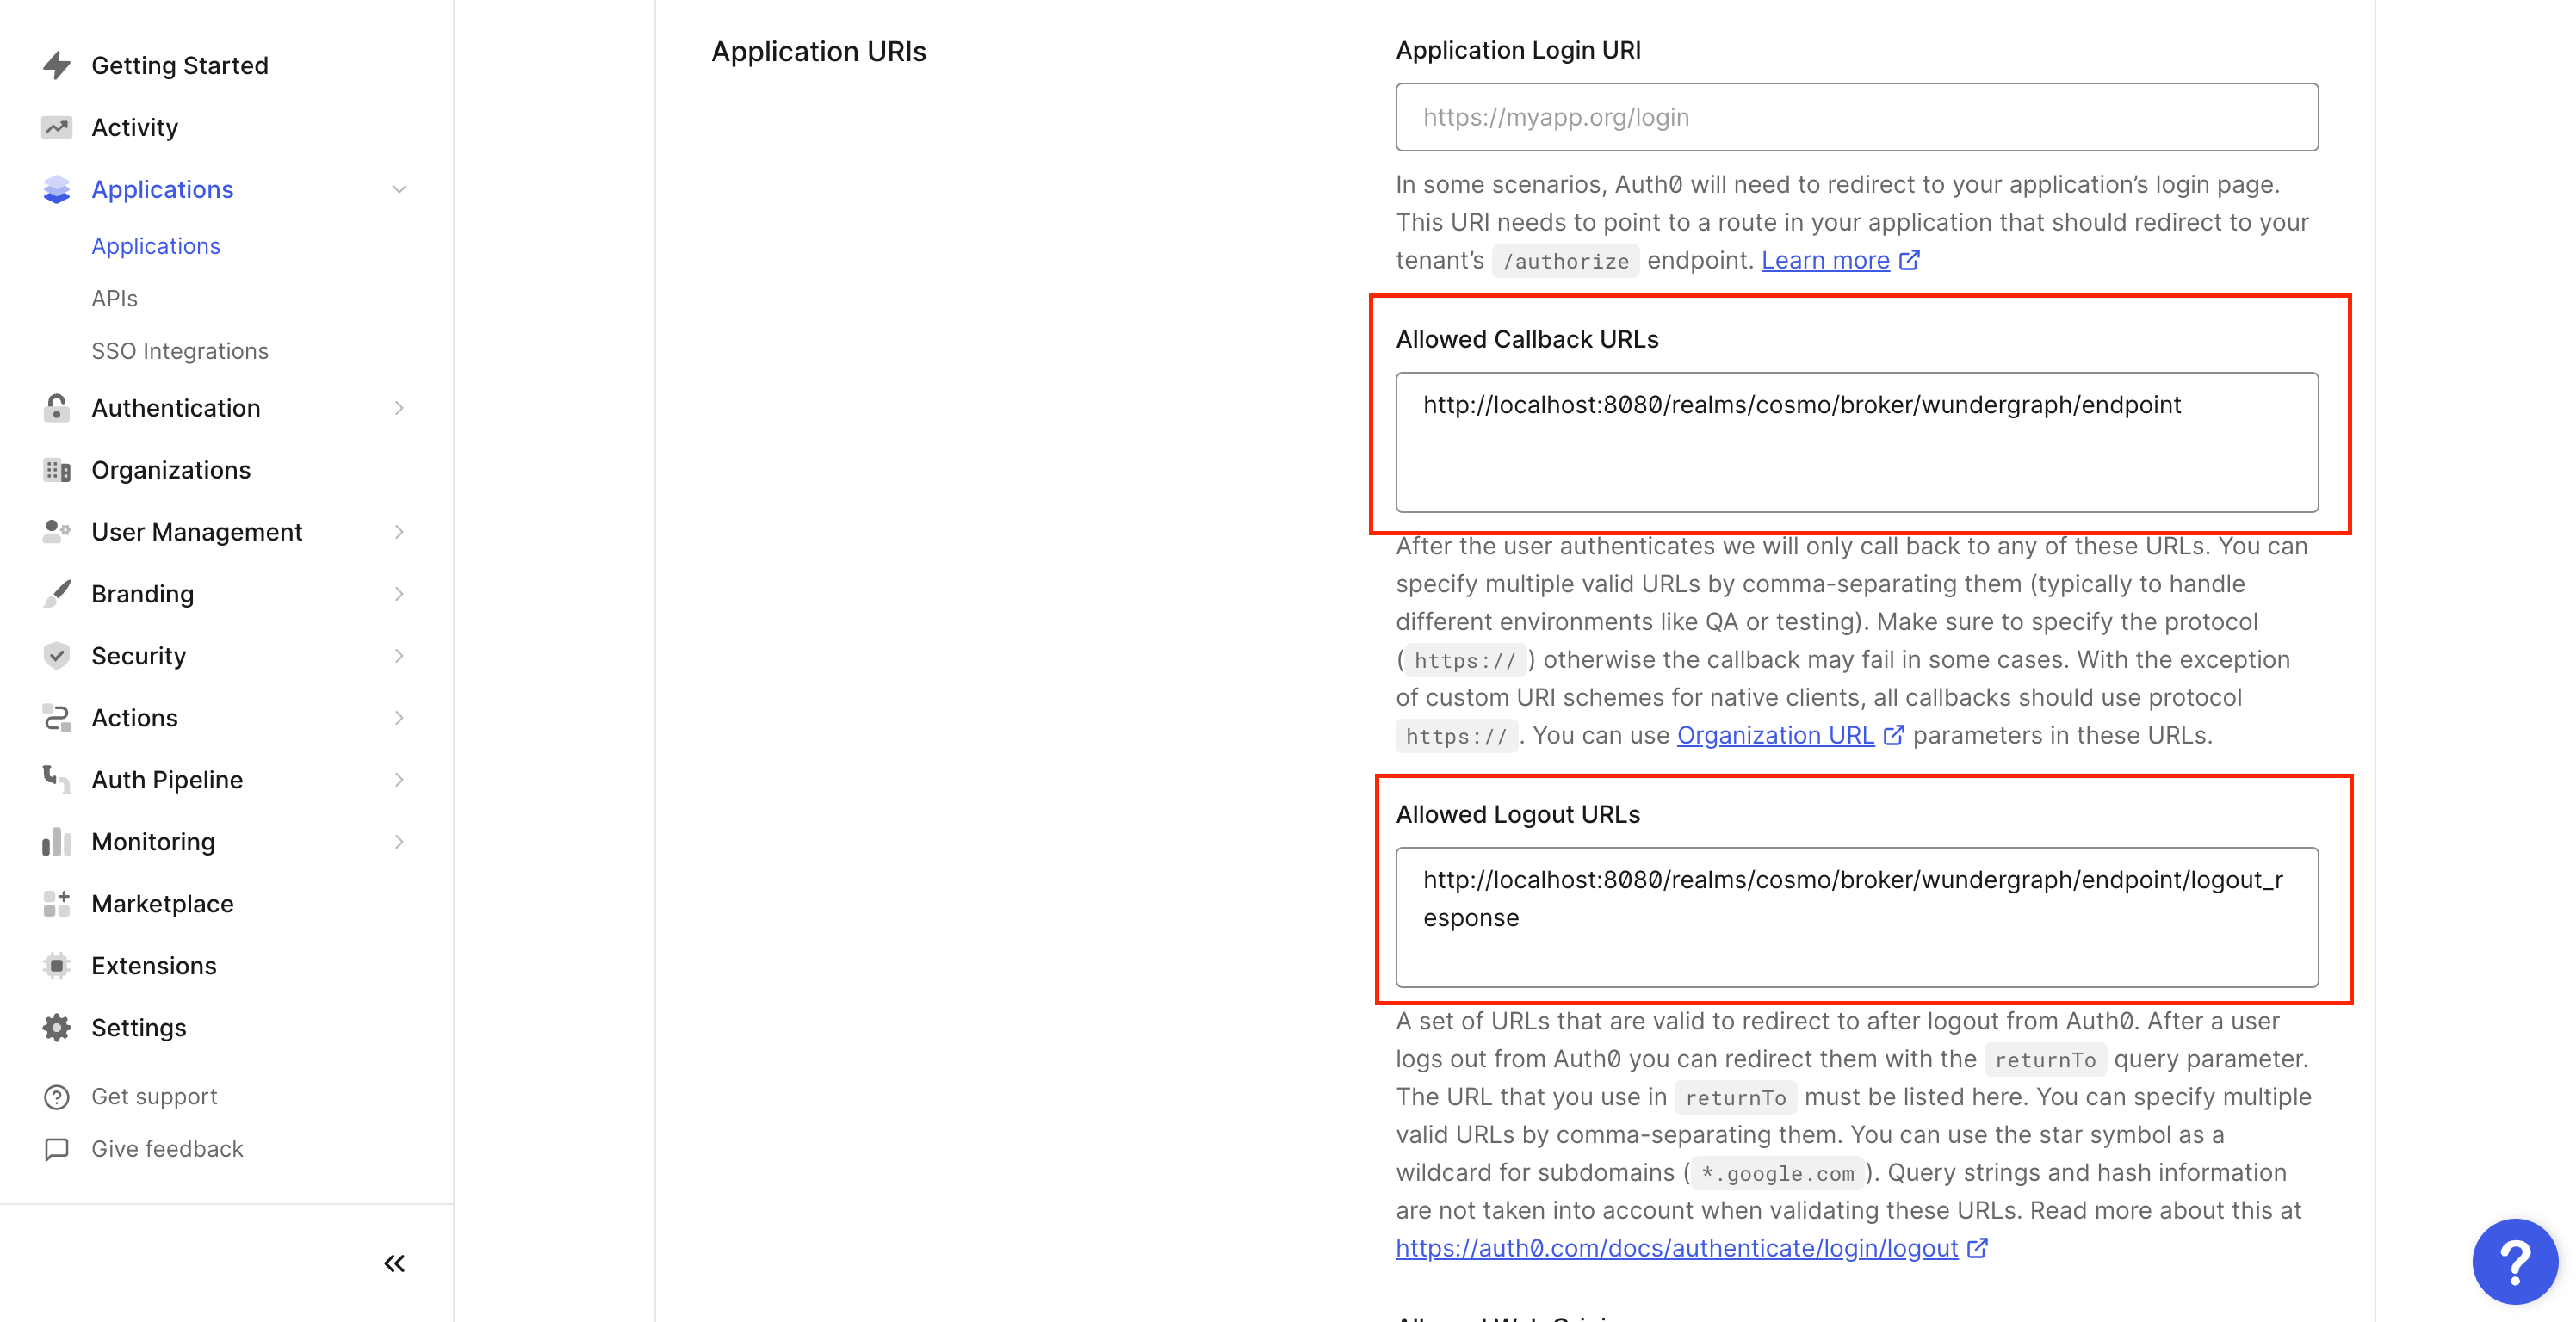 Getting Started
Activity
Applications
Applications
APIs
SSO Integrations
Authentication
Organizations
User Management
Branding
Security
Actions
Auth Pipeline
Monitoring
Marketplace
Extensions
Settings
Get support
Give feedback
Application URIs
Application Login URI
https://myapp.org/login
In some scenarios, Auth0 will need to redirect to your application’s login page.
This URI needs to point to a route in your application that should redirect to your
tenant’s /authorize endpoint. Learn more
Allowed Callback URLs
http://localhost:8080/realms/cosmo/broker/wundergraph/endpoint
After the user authenticates we will only call back to any of these URLs. You can
specify multiple valid URLs by comma-separating them (typically to handle
different environments like QA or testing). Make sure to specify the protocol
( https:// ) otherwise the callback may fail in some cases. With the exception
of custom URI schemes for native clients, all callbacks should use protocol
https:// . You can use Organization URL parameters in these URLs.
Allowed Logout URLs
http://localhost:8080/realms/cosmo/broker/wundergraph/endpoint/logout_r
esponse
A set of URLs that are valid to redirect to after logout from Auth0. After a user
logs out from Auth0 you can redirect them with the returnTo query parameter.
The URL that you use in returnTo must be listed here. You can specify multiple
valid URLs by comma-separating them. You can use the star symbol as a
wildcard for subdomains ( *.google.com ). Query strings and hash information
are not taken into account when validating these URLs. Read more about this at
https://auth0.com/docs/authenticate/login/logout